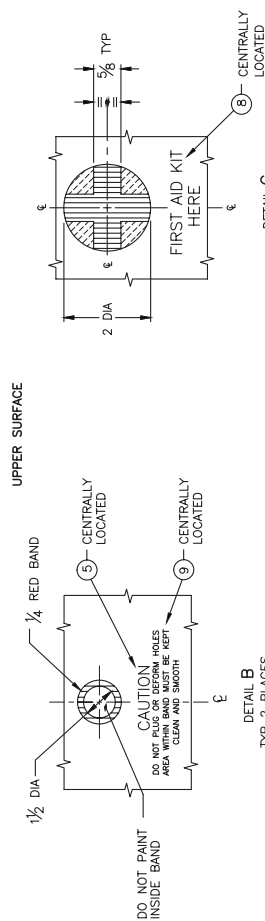 UPPER SURFACE
1 1/2 DIA
1/4 RED BAND
DO NOT PAINT
INSIDE BAND
CAUTION
DO NOT PLUG OR DEFORM HOLES
AREA WITHIN BAND MUST BE KEPT
CLEAN AND SMOOTH
5
CENTRALLY
LOCATED
9
CENTRALLY
LOCATED
℄
DETAIL B
TYP PLACES
℄
2 DIA
℄
=
=
5/8 TYP
FIRST AID KIT
HERE
8
CENTRALLY
LOCATED
℄
DETAIL C